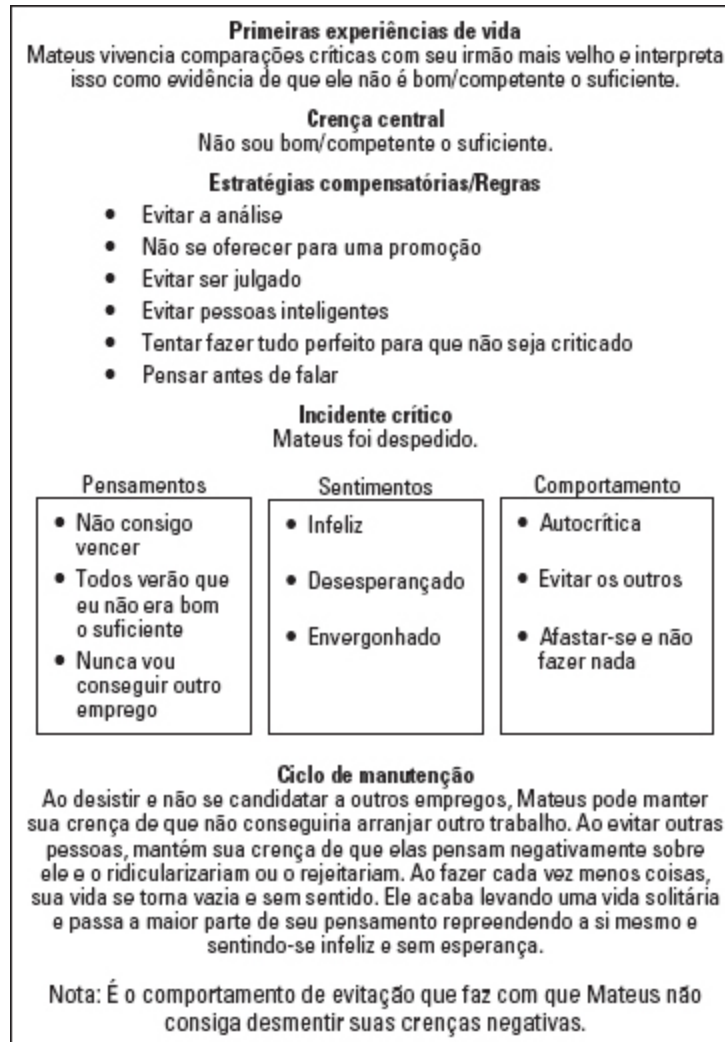 Primeiras experiências de vida
Mateus vivencia comparações críticas com seu irmão mais velho e interpreta
isso como evidência de que ele não é bom/competente o suficiente.
Crença central
Não sou bom/competente o suficiente.
Estratégias compensatórias/Regras
• Evitar a análise
• Não se oferecer para uma promoção
• Evitar ser julgado
• Evitar pessoas inteligentes
• Tentar fazer tudo perfeito para que não seja criticado
• Pensar antes de falar
Incidente crítico
Mateus foi despedido.
Pensamentos
• Não consigo
vencer
• Todos verão que
eu não era bom
o suficiente
• Nunca vou
conseguir outro
emprego
Sentimentos
• Infeliz
• Desesperançado
• Envergonhado
Comportamento
• Autocrítica
• Evitar os outros
• Afastar-se e não
fazer nada
Ciclo de manutenção
Ao desistir e não se candidatar a outros empregos, Mateus pode manter
sua crença de que não conseguiria arranjar outro trabalho. Ao evitar outras
pessoas, mantém sua crença de que elas pensam negativamente sobre
ele e o ridicularizariam ou o rejeitariam. Ao fazer cada vez menos coisas,
sua vida se torna vazia e sem sentido. Ele acaba levando uma vida solitária
e passa a maior parte de seu pensamento repreendendo a si mesmo e
sentindo-se infeliz e sem esperança.
Nota: É o comportamento de evitação que faz com que Mateus não
consiga desmentir suas crenças negativas.